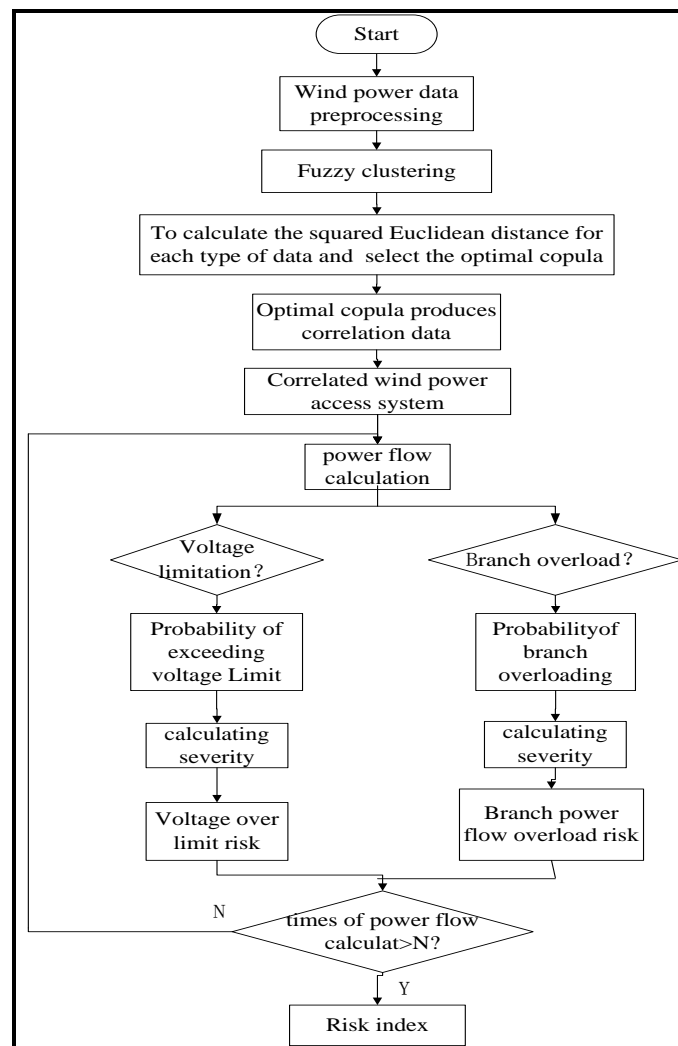 Start
Wind power data
preprocessing
Fuzzy clustering
To calculate the squared Euclidean distance for
each type of data and select the optimal copula
Optimal copula produces
correlation data
Correlated wind power
access system
power flow
calculation
Voltage
limitation?
Branch overload?
Probability of
exceeding
voltage Limit
Probabilityof
branch
overloading
calculating
severity
calculating
severity
Voltage over
limit risk
Branch power
flow overload risk
N
times of power flow
calculat>N?
Y
Risk index